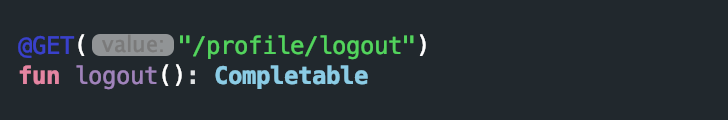 @GET( value: "/profile/logout")
fun logout(): Completable